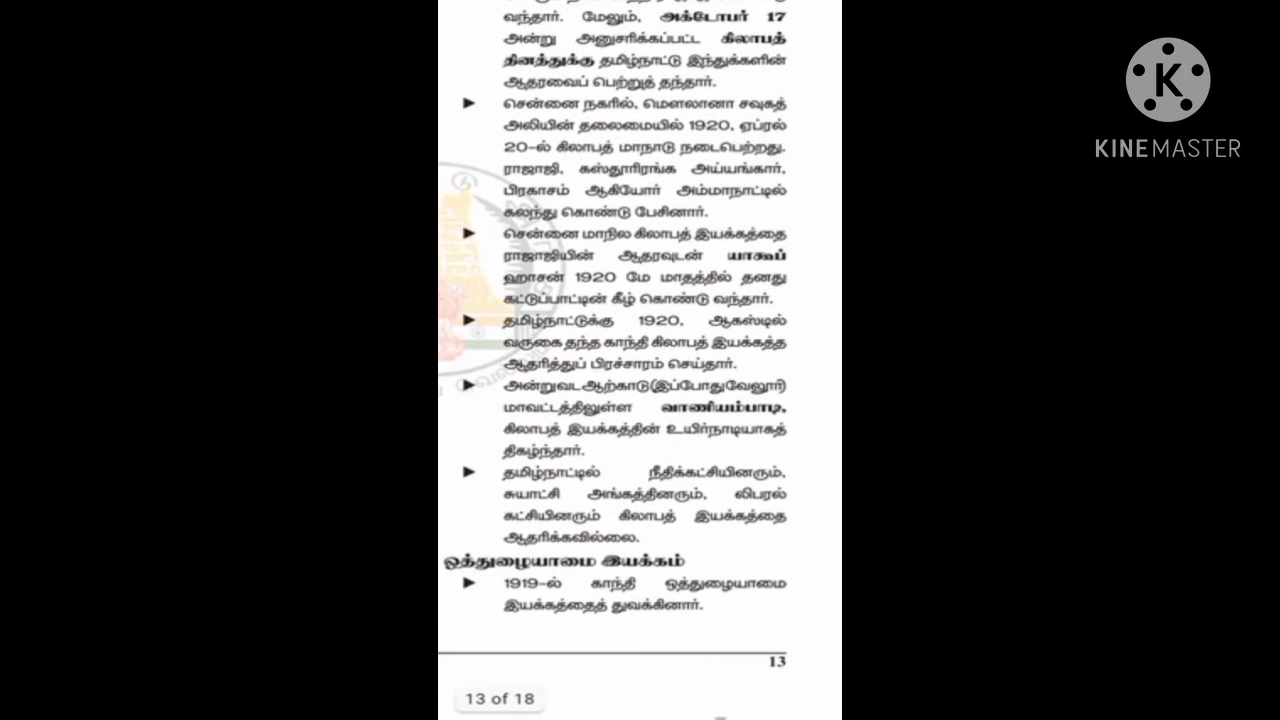 வந்தார். மேலும், அக்டோபர் 17
அன்று அனுசரிக்கப்பட்ட கிலாபத்
தினத்துக்கு தமிழ்நாட்டு இந்துக்களின்
ஆதரவைப் பெற்றுத் தந்தார்.
► சென்னை நகரில், மௌலானா சவுகத்
அலியின் தலைமையில் 1920, ஏப்ரல்
20-ல் கிலாபத் மாநாடு நடைபெற்றது.
ராஜாஜி, கஸ்தூரிரங்க அய்யங்கார்,
பிரகாசம் ஆகியோர் அம்மாநாட்டில்
கலந்து கொண்டு பேசினார்.
► சென்னை மாநில கிலாபத் இயக்கத்தை
ராஜாஜியின் ஆதரவுடன் யாகூப்
ஹாசன் 1920 மே மாதத்தில் தனது
கட்டுப்பாட்டின் கீழ் கொண்டு வந்தார்.
► தமிழ்நாட்டுக்கு 1920, ஆகஸ்டில்
வருகை தந்த காந்தி கிலாபத் இயக்கத்த
ஆதரித்துப் பிரச்சாரம் செய்தார்.
► அன்றுவட ஆற்காடு(இப்போதுவேலூர்)
மாவட்டத்திலுள்ள வாணியம்பாடி,
கிலாபத் இயக்கத்தின் உயிர்நாடியாகத்
திகழ்ந்தார்.
► தமிழ்நாட்டில் நீதிக்கட்சியினரும்,
சுயாட்சி அங்கத்தினரும், லிபரல்
கட்சியினரும் கிலாபத் இயக்கத்தை
ஆதரிக்கவில்லை.
ஒத்துழையாமை இயக்கம்
► 1919-ல் காந்தி ஒத்துழையாமை
இயக்கத்தைத் துவக்கினார்.
13
13 of 18
K
KINEMASTER